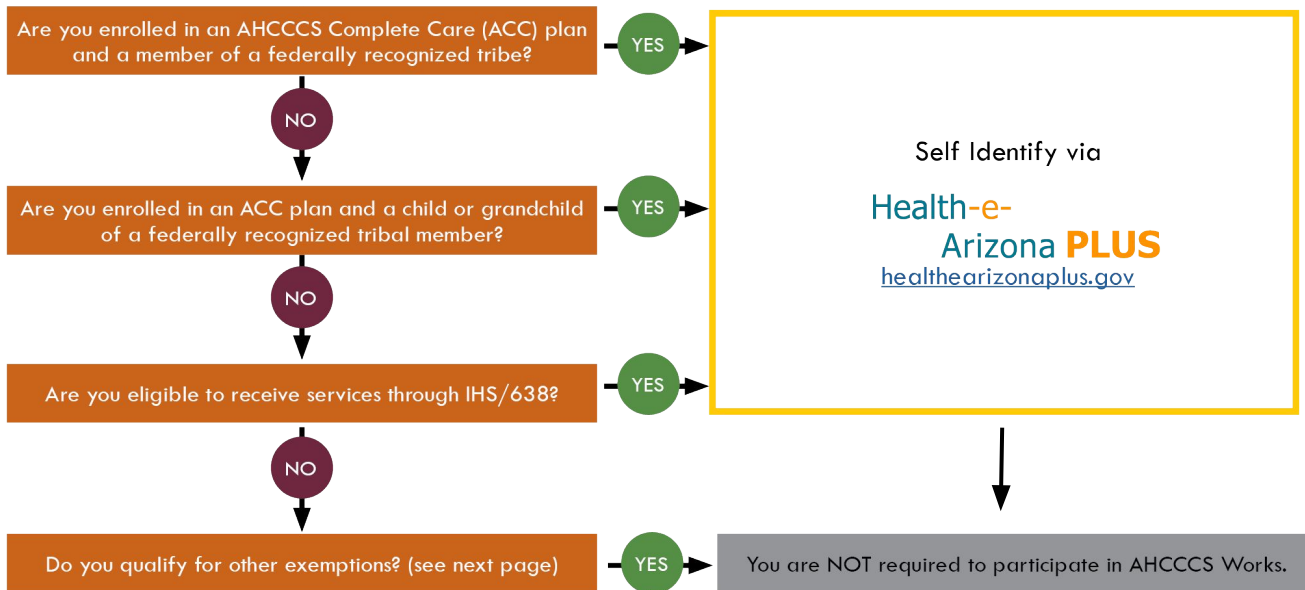 Are you enrolled in an AHCCCS Complete Care (ACC) plan
and a member of a federally recognized tribe?
YES
NO
Are you enrolled in an ACC plan and a child or grandchild
of a federally recognized tribal member?
YES
NO
Are you eligible to receive services through IHS/638?
YES
NO
Do you qualify for other exemptions? (see next page)
YES
Self Identify via
Health-e-
Arizona PLUS
healthearizonaplus.gov
You are NOT required to participate in AHCCCS Works.